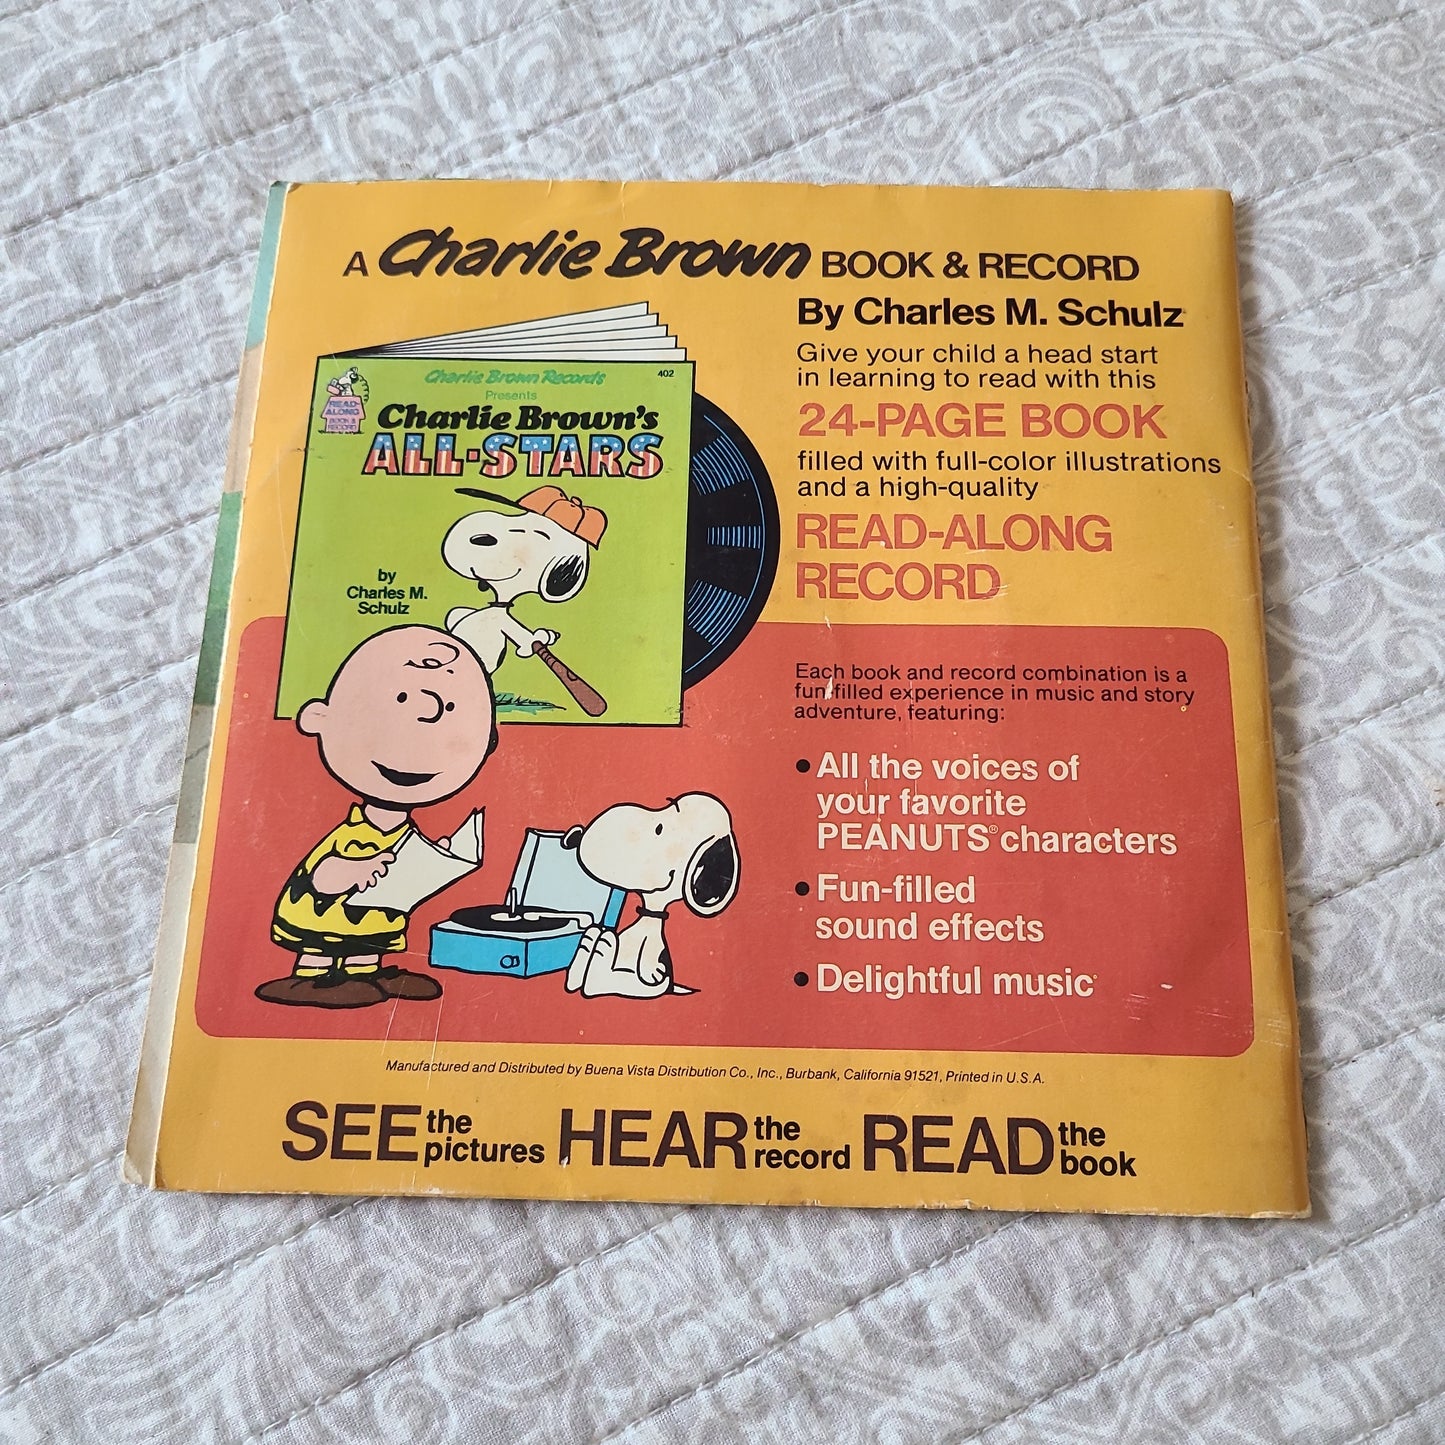 A Charlie Brown BOOK & RECORD
By Charles M. Schulz
Give your child a head start
in learning to read with this
24-PAGE BOOK
filled with full-color illustrations
and a high-quality
READ-ALONG
RECORD
Charlie Brown Records
402
Presents
READ-
ALONG
BOOK &
RECORD
Charlie Brown's
ALL-STARS
by
Charles M.
Schulz
Each book and record combination is a
fun-filled experience in music and story
adventure, featuring:
• All the voices of
your favorite
PEANUTS® characters
• Fun-filled
sound effects
• Delightful music
Manufactured and Distributed by Buena Vista Distribution Co., Inc., Burbank, California 91521, Printed in U.S.A.
SEE the pictures HEAR the record READ the book